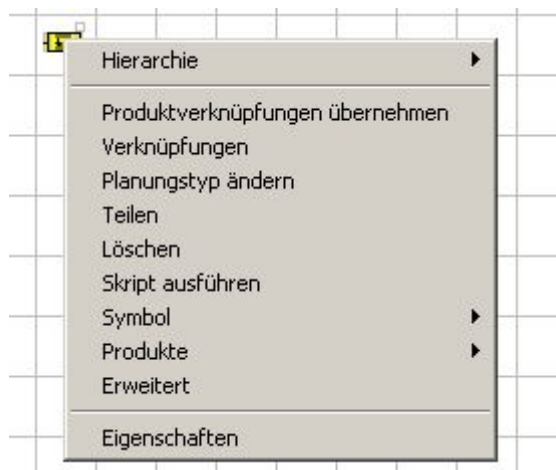 Hierarchie
Produktverknüpfungen übernehmen
Verknüpfungen
Planungstyp ändern
Teilen
Löschen
Skript ausführen
Symbol
Produkte
Erweitert
Eigenschaften